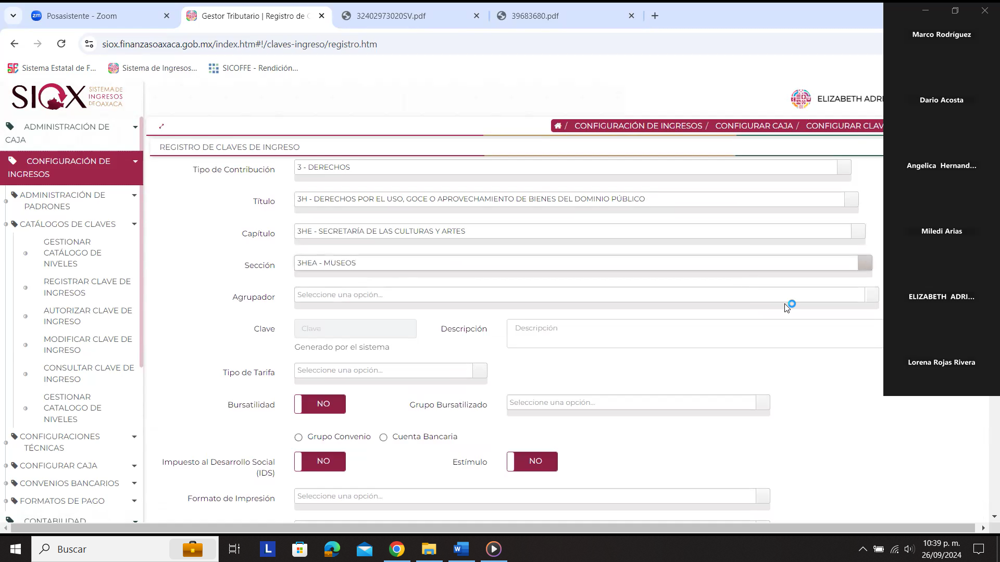 Posasistente - Zoom
Gestor Tributario | Registro de C
32402973020SV.pdf
39683680.pdf
siox.finanzasoaxaca.gob.mx/index.htm#!/claves-ingreso/registro.htm
Sistema Estatal de F...
Sistema de Ingresos...
SICOFFE - Rendición...
SIOX
SISTEMA DE
INGRESOS
DE OAXACA
ELIZABETH ADRI
ADMINISTRACIÓN DE
CAJA
CONFIGURACIÓN DE
INGRESOS
ADMINISTRACIÓN DE
PADRONES
CATÁLOGOS DE CLAVES
GESTIONAR
CATÁLOGO DE
NIVELES
REGISTRAR CLAVE DE
INGRESOS
AUTORIZAR CLAVE DE
INGRESO
MODIFICAR CLAVE DE
INGRESO
CONSULTAR CLAVE DE
INGRESO
GESTIONAR
CATALOGO DE
NIVELES
CONFIGURACIONES
TÉCNICAS
CONFIGURAR CAJA
CONVENIOS BANCARIOS
FORMATOS DE PAGO
CONTABILIDAD
/ CONFIGURACIÓN DE INGRESOS / CONFIGURAR CAJA / CONFIGURAR CLAV
REGISTRO DE CLAVES DE INGRESO
Tipo de Contribución
3 - DERECHOS
Título
3H - DERECHOS POR EL USO, GOCE O APROVECHAMIENTO DE BIENES DEL DOMINIO PÚBLICO
Capítulo
3HE - SECRETARÍA DE LAS CULTURAS Y ARTES
Sección
3HEA - MUSEOS
Agrupador
Seleccione una opción...
Clave
Clave
Generado por el sistema
Descripción
Descripción
Tipo de Tarifa
Seleccione una opción...
Bursatilidad
NO
Grupo Bursatilizado
Seleccione una opción...
Grupo Convenio
Cuenta Bancaria
Impuesto al Desarrollo Social
(IDS)
NO
Estímulo
NO
Formato de Impresión
Seleccione una opción...
Marco Rodríguez
Dario Acosta
Angelica Hernand...
Miledi Arias
ELIZABETH ADRI...
Lorena Rojas Rivera
Buscar
10:39 p. m.
26/09/2024